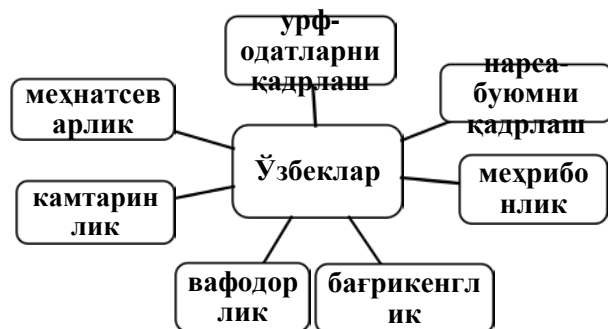 урф-
одатларни
қадрлаш
нарса-
буюмни
қадрлаш
меҳнатсев
арлик
Ўзбеклар
меҳрибо
нлик
камтарин
лик
вафодор
лик
бағрикенгл
ик